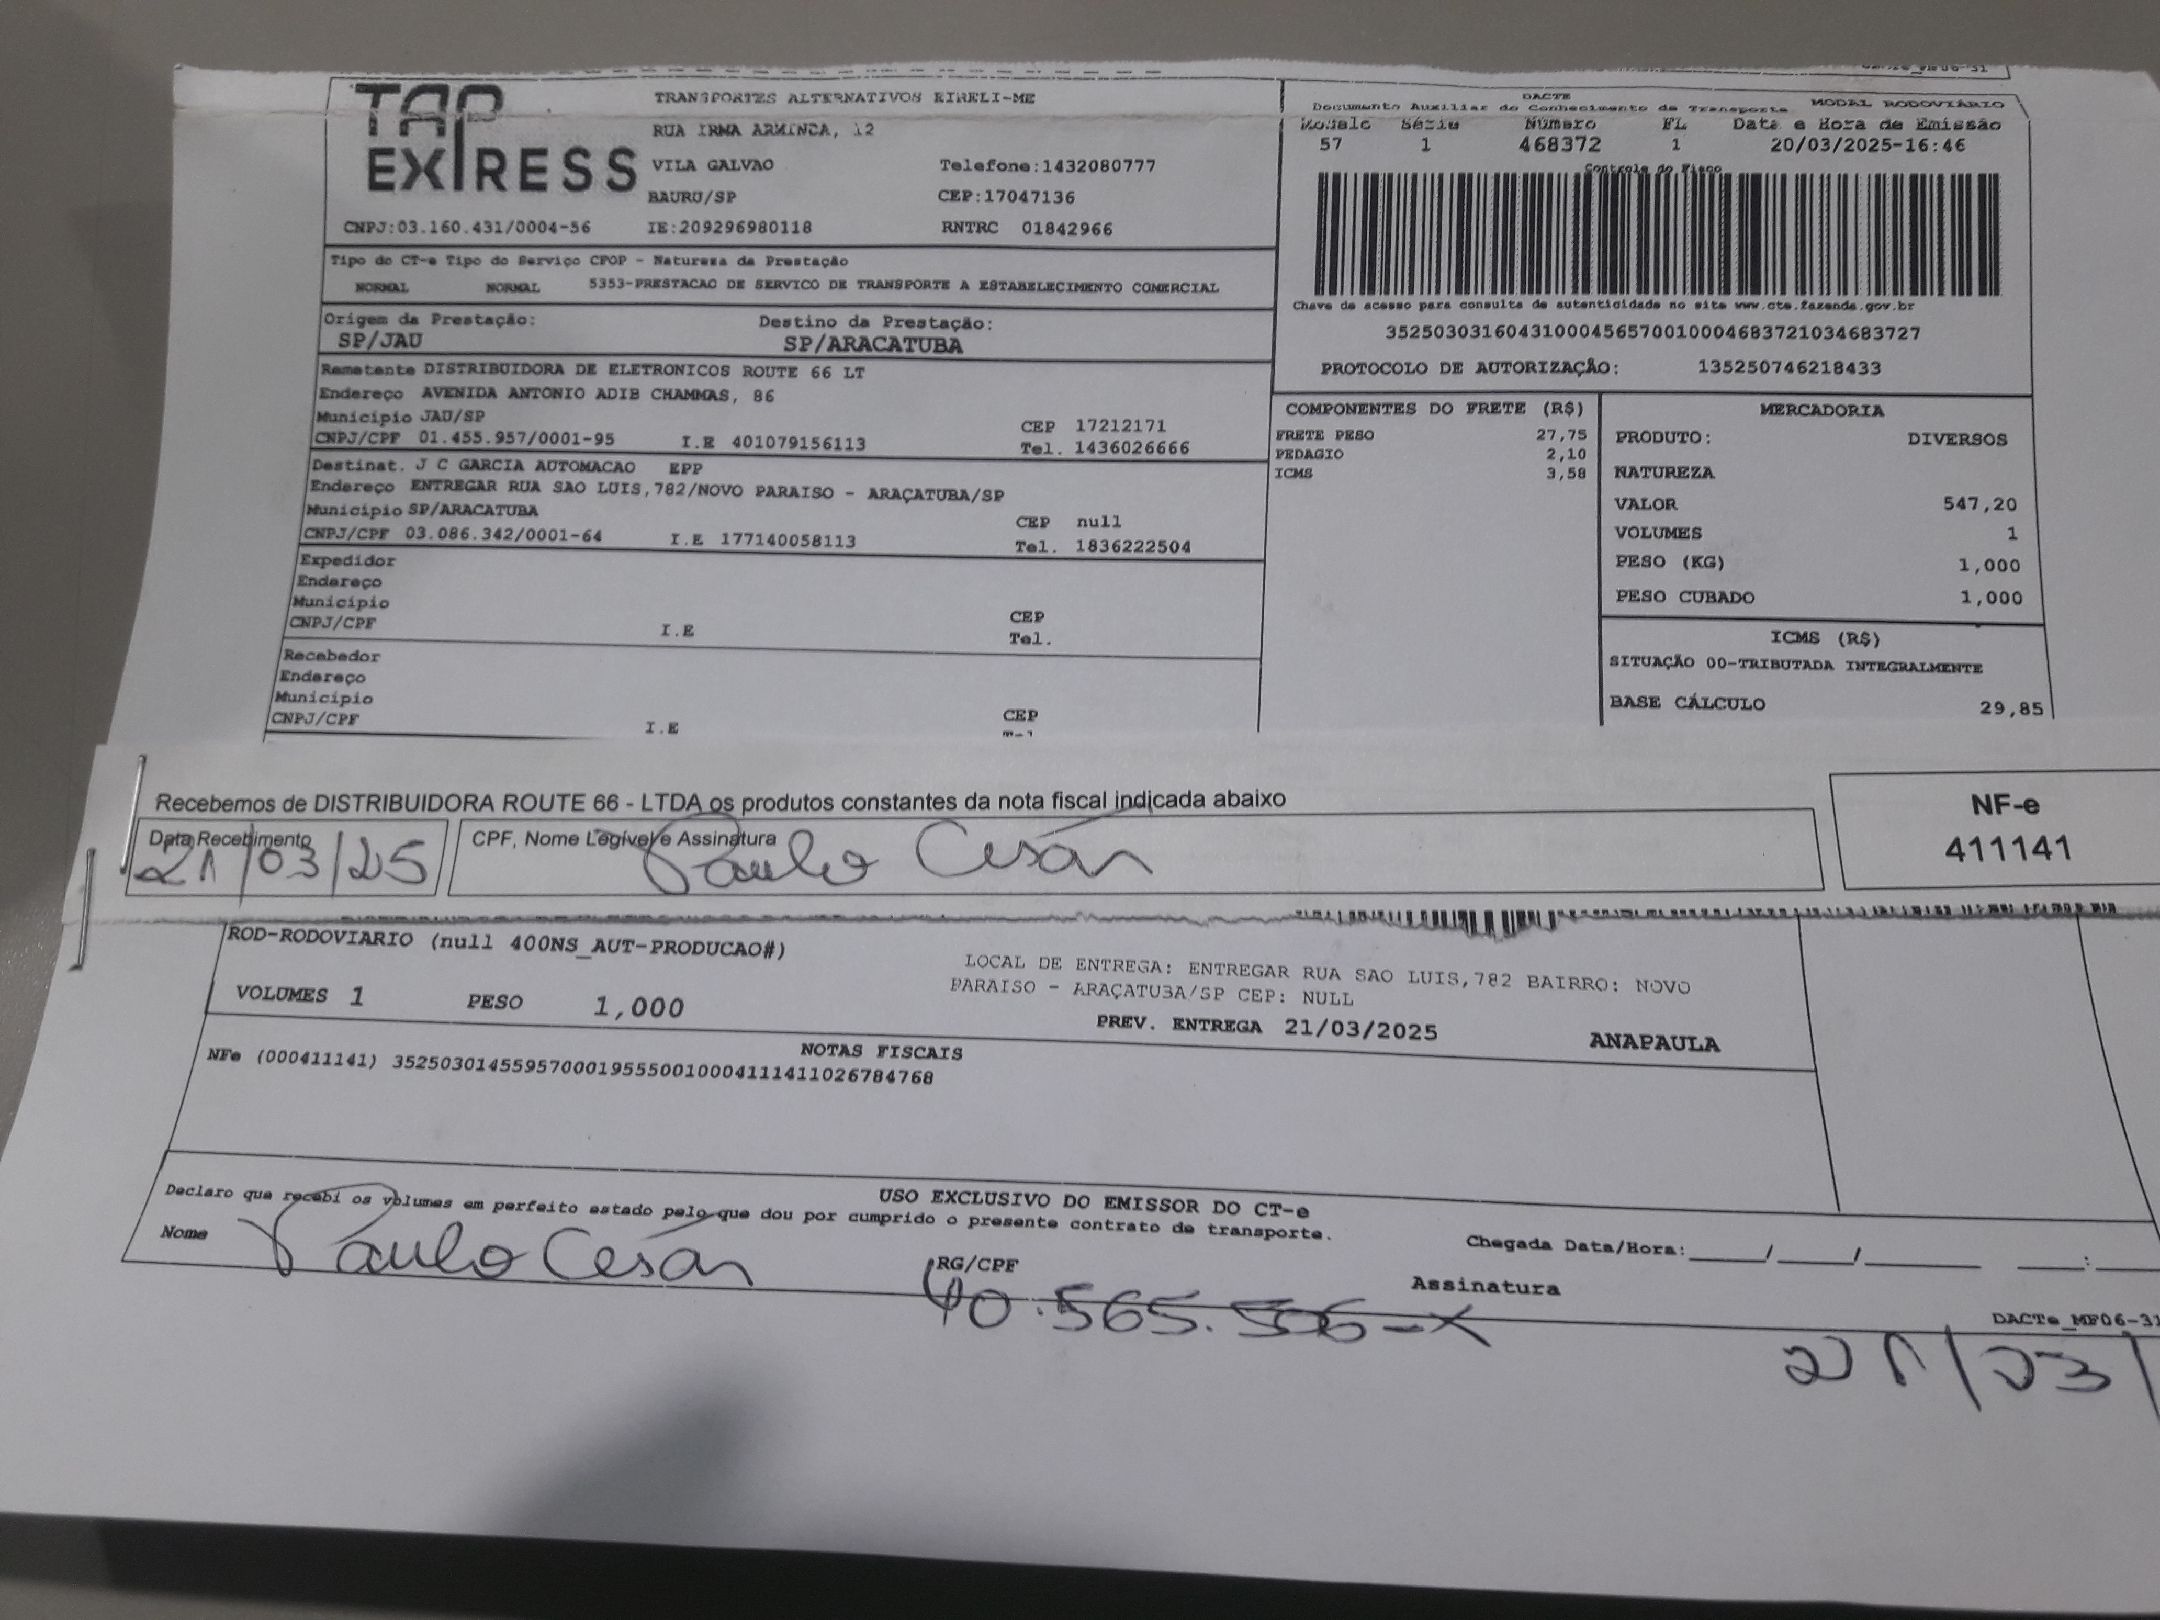 TAP
EXPRESS
TRANSPORTES ALTERNATIVOS EIRELI-ME
RUA IRMA ARMINDA, 12
VILA GALVAO Telefone:1432080777
BAURU/SP CEP:17047136
CNPJ:03.160.431/0004-56 IE:209296980118 RNTRC 01842966
DACTE
Documento Auxiliar do Conhecimento de Transporte MODAL RODOVIÁRIO
Modelo Série Número FL Data e Hora de Emissão
57 1 468372 1 20/03/2025-16:46
Controle do Fisco
Chave de acesso para consulta de autenticidade no site www.cte.fazenda.gov.br
35250303160431000456570010004683721034683727
PROTOCOLO DE AUTORIZAÇÃO: 135250746218433
Tipo do CT-e Tipo do Serviço CFOP - Natureza da Prestação
NORMAL NORMAL 5353-PRESTACAO DE SERVICO DE TRANSPORTE A ESTABELECIMENTO COMERCIAL
Origem da Prestação: Destino da Prestação:
SP/JAU SP/ARACATUBA
Remetente DISTRIBUIDORA DE ELETRONICOS ROUTE 66 LT
Endereço AVENIDA ANTONIO ADIB CHAMMAS, 86
Município JAU/SP CEP 17212171
CNPJ/CPF 01.455.957/0001-95 I.E 401079156113 Tel. 1436026666
Destinat. J C GARCIA AUTOMACAO EPP
Endereço ENTREGAR RUA SAO LUIS,782/NOVO PARAISO - ARAÇATUBA/SP
Município SP/ARACATUBA CEP null
CNPJ/CPF 03.086.342/0001-64 I.E 177140058113 Tel. 1836222504
Expedidor
Endereço
Município CEP
CNPJ/CPF I.E Tel.
Recebedor
Endereço
Município CEP
CNPJ/CPF I.E
COMPONENTES DO FRETE (R$)
FRETE PESO 27,75
PEDAGIO 2,10
ICMS 3,58
MERCADORIA
PRODUTO: DIVERSOS
NATUREZA
VALOR 547,20
VOLUMES 1
PESO (KG) 1,000
PESO CUBADO 1,000
ICMS (R$)
SITUAÇÃO 00-TRIBUTADA INTEGRALMENTE
BASE CÁLCULO 29,85
Recebemos de DISTRIBUIDORA ROUTE 66 - LTDA os produtos constantes da nota fiscal indicada abaixo
Data Recebimento CPF, Nome Legível e Assinatura
21/03/25 Paulo Cesár
NF-e
411141
ROD-RODOVIARIO (null 400NS_AUT-PRODUCAO#)
VOLUMES 1 PESO 1,000
LOCAL DE ENTREGA: ENTREGAR RUA SAO LUIS,782 BAIRRO: NOVO
PARAISO - ARAÇATUBA/SP CEP: NULL
PREV. ENTREGA 21/03/2025 ANAPAULA
NOTAS FISCAIS
NFe (000411141) 35250301455957000195550010004111411026784768
USO EXCLUSIVO DO EMISSOR DO CT-e
Declaro que recebi os volumes em perfeito estado pelo que dou por cumprido o presente contrato de transporte.
Nome Paulo Cesár RG/CPF Chegada Data/Hora:____/____/______ ____:____
Assinatura
40.565.506-X
DACTe_MF06-31
21/03/